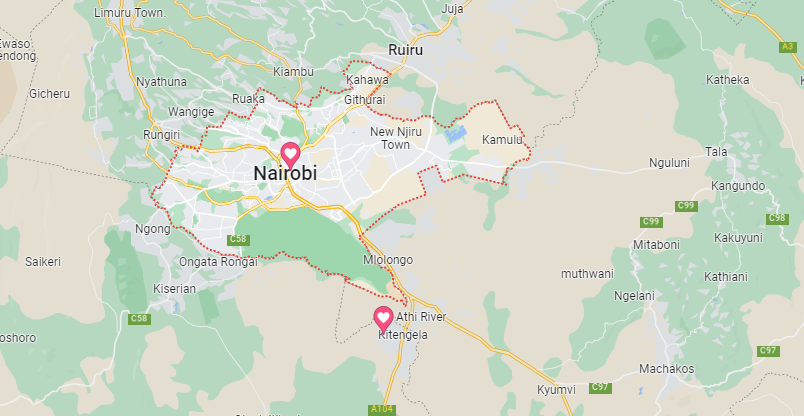 Limuru Town.
Juja
Ewaso
endong.
Ruiru
A3
Nyathuna
Kiambu
Kahawa
Katheka
Gicheru
Ruaka
Githurai
Wangige
New Njiru
Town
Rungiri
Kamulu
Tala
Nguluni
Nairobi
Kangundo
C99
C98
C99
Ngong
C58
Kakuyuni
Mitaboni
Saikeri
Ongata Rongai
Mlolongo
muthwani
Kathiani
Kiserian
Ngelani
C58
Athi River
Kitengela
oshoro
C97
Machakos
Kyumvi
C97
A104